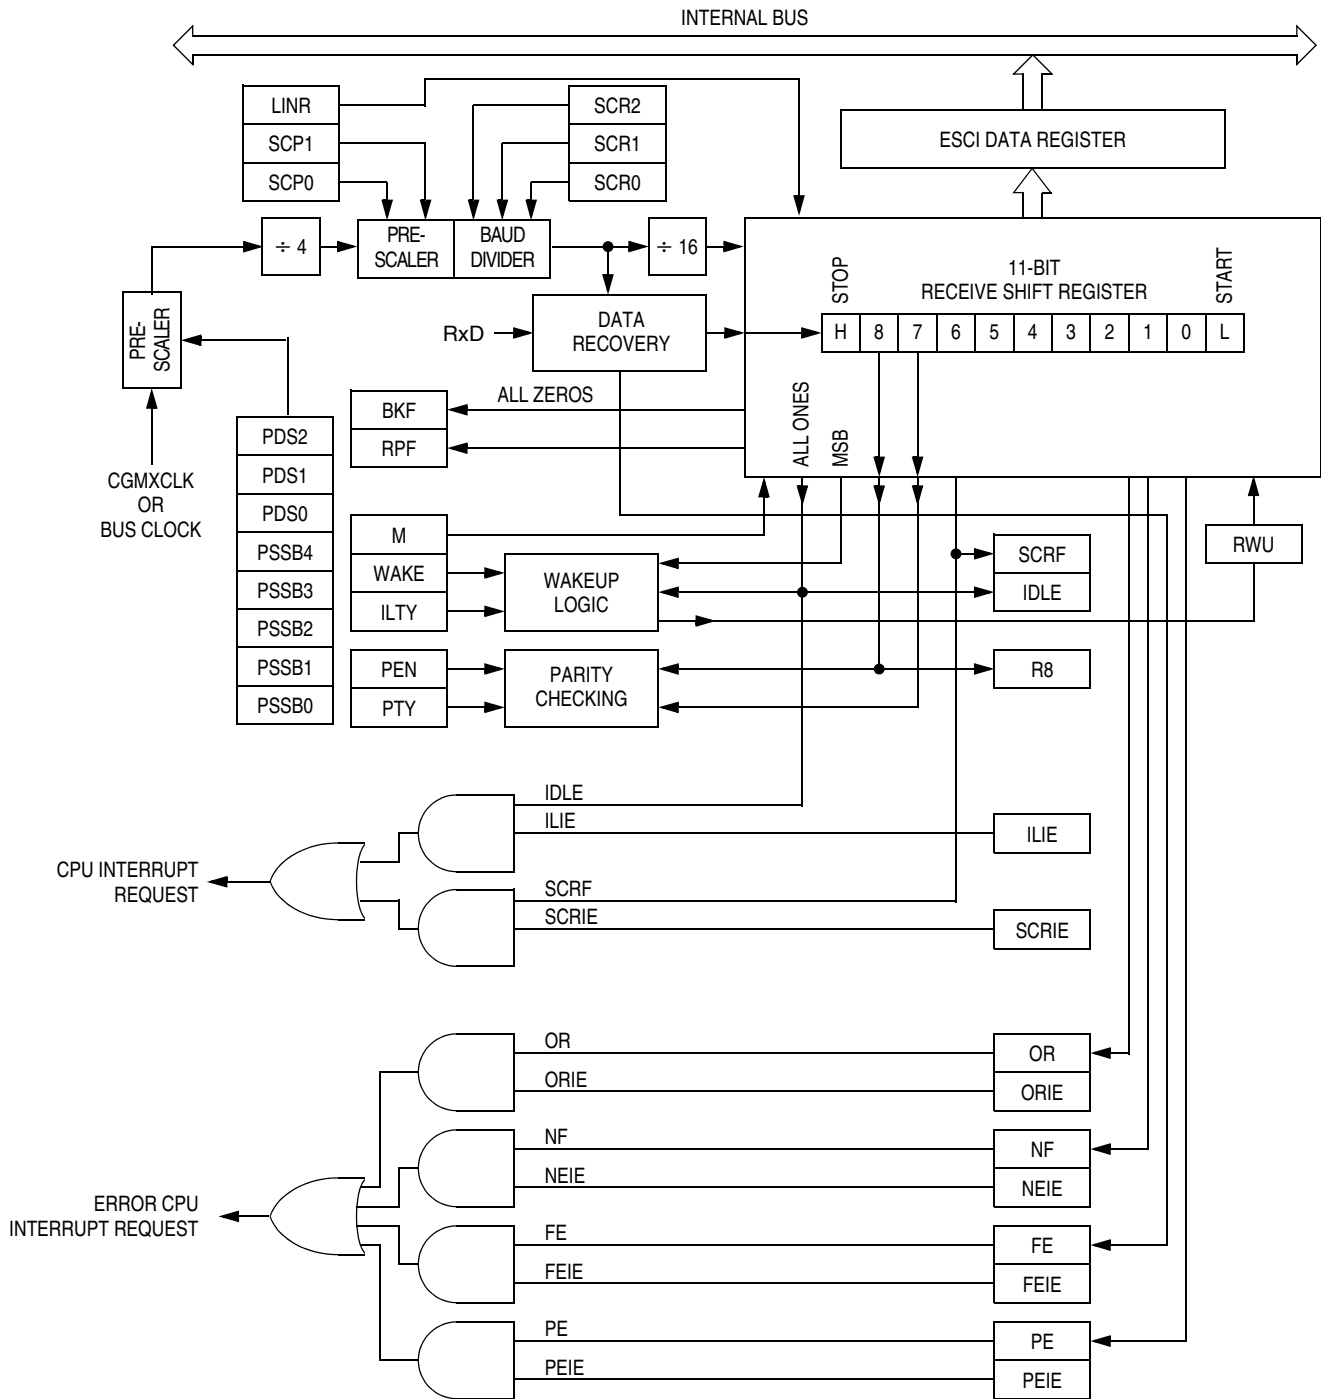 INTERNAL BUS
LINR
SCP1
SCP0
SCR2
SCR1
SCR0
ESCI DATA REGISTER
÷ 4
PRE-
SCALER
BAUD
DIVIDER
÷ 16
PRE-
SCALER
CGMXCLK
OR
BUS CLOCK
RxD
DATA
RECOVERY
11-BIT
RECEIVE SHIFT REGISTER
STOP
START
H 8 7 6 5 4 3 2 1 0 L
ALL ONES
MSB
ALL ZEROS
BKF
RPF
PDS2
PDS1
PDS0
PSSB4
PSSB3
PSSB2
PSSB1
PSSB0
M
WAKE
ILTY
WAKEUP
LOGIC
PEN
PTY
PARITY
CHECKING
SCRF
IDLE
RWU
R8
IDLE
ILIE
ILIE
SCRF
SCRIE
SCRIE
CPU INTERRUPT
REQUEST
OR
ORIE
OR
ORIE
NF
NEIE
NF
NEIE
FE
FEIE
FE
FEIE
PE
PEIE
PE
PEIE
ERROR CPU
INTERRUPT REQUEST